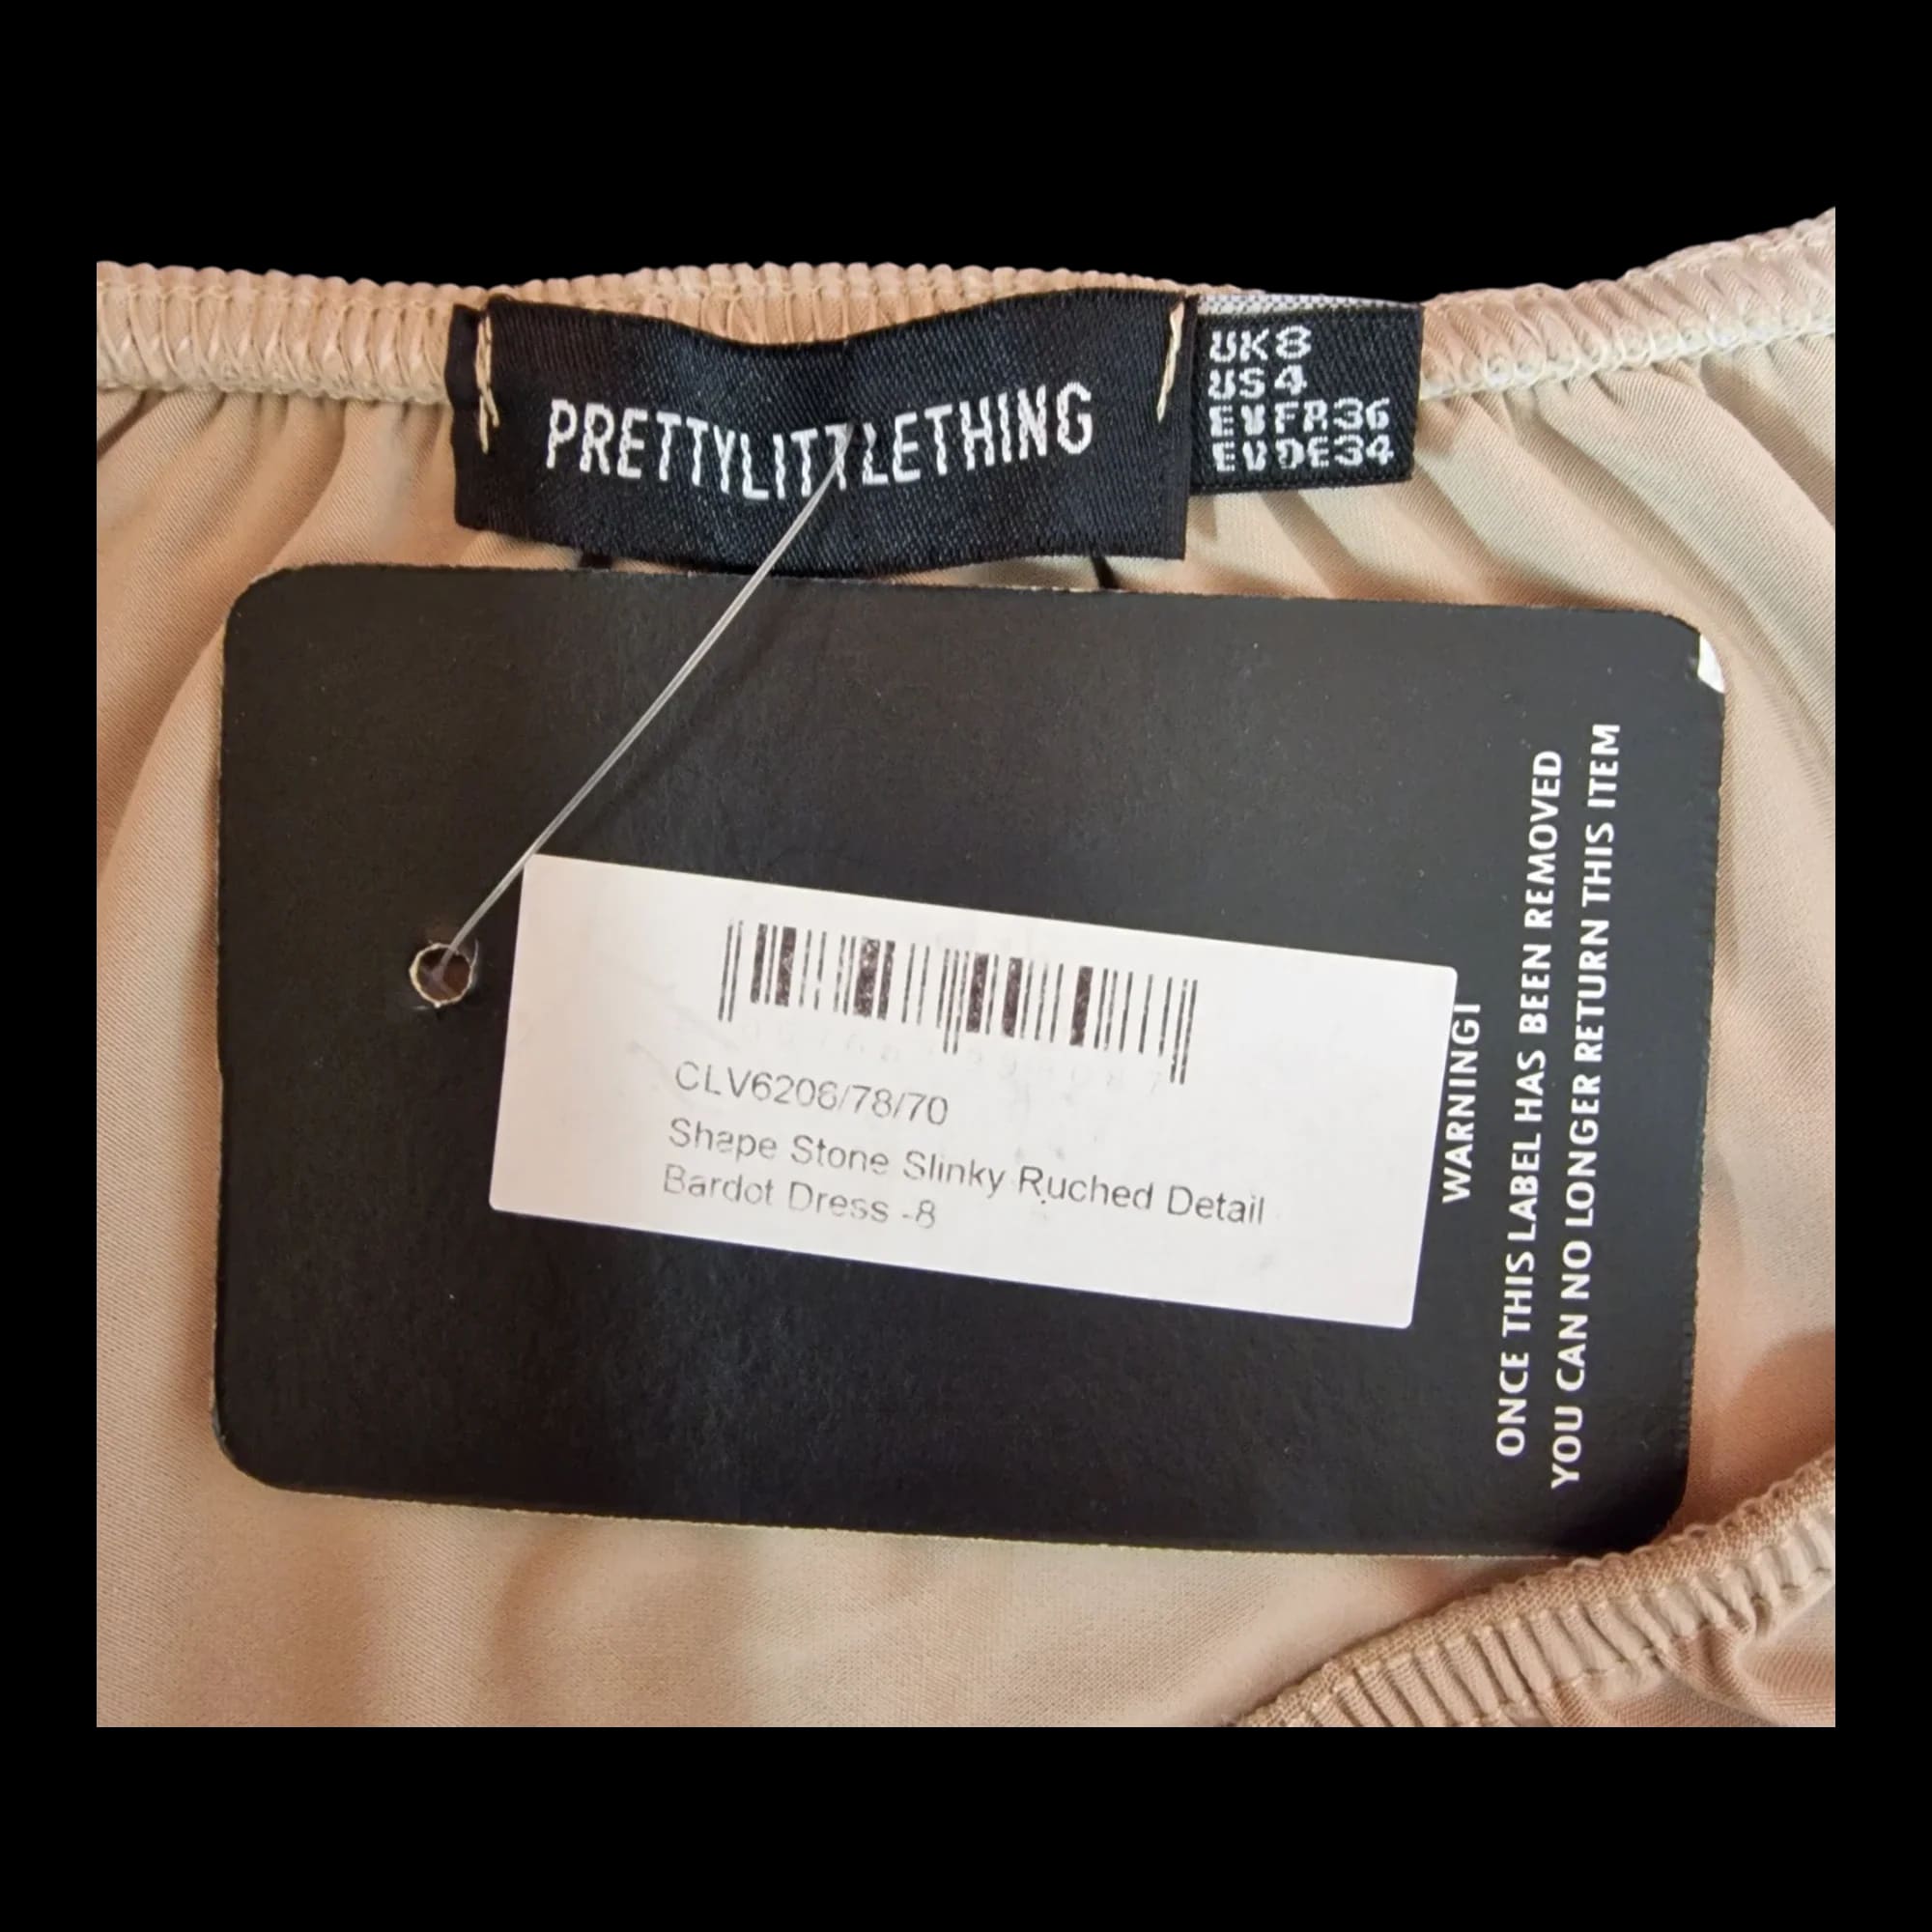 PRETTYLITTLETHING
UK8
US4
EUFR36
EUDE34
CLV6206/78/70
Shape Stone Slinky Ruched Detail
Bardot Dress -8
WARNING!
ONCE THIS LABEL HAS BEEN REMOVED
YOU CAN NO LONGER RETURN THIS ITEM